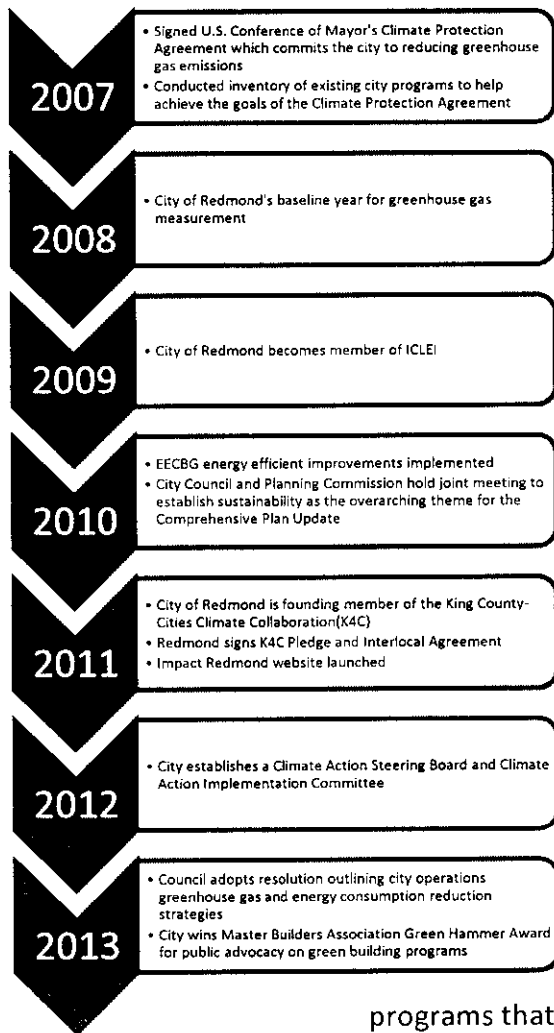 2007
• Signed U.S. Conference of Mayor's Climate Protection
Agreement which commits the city to reducing greenhouse
gas emissions
• Conducted inventory of existing city programs to help
achieve the goals of the Climate Protection Agreement
2008
• City of Redmond's baseline year for greenhouse gas
measurement
2009
• City of Redmond becomes member of ICLEI
2010
• EECBG energy efficient improvements implemented
• City Council and Planning Commission hold joint meeting to
establish sustainability as the overarching theme for the
Comprehensive Plan Update
2011
• City of Redmond is founding member of the King County-
Cities Climate Collaboration(K4C)
• Redmond signs K4C Pledge and Interlocal Agreement
• Impact Redmond website launched
2012
• City establishes a Climate Action Steering Board and Climate
Action Implementation Committee
2013
• Council adopts resolution outlining city operations
greenhouse gas and energy consumption reduction
strategies
• City wins Master Builders Association Green Hammer Award
for public advocacy on green building programs
programs that